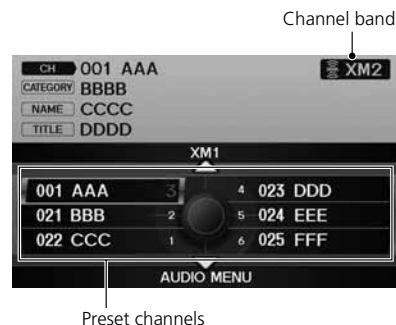 Channel band
CH 001 AAA XM2
CATEGORY BBBB
NAME CCCC
TITLE DDDD
XM1
001 AAA 3 4 023 DDD
021 BBB 2 5 024 EEE
022 CCC 1 6 025 FFF
AUDIO MENU
Preset channels